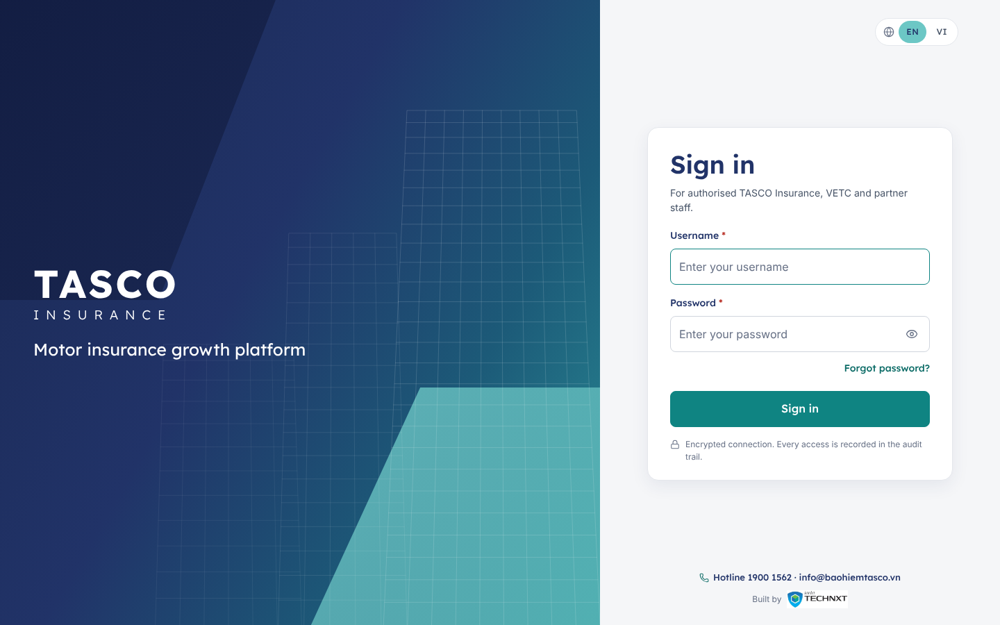 EN VI
TASCO
INSURANCE
Motor insurance growth platform
Sign in
For authorised TASCO Insurance, VETC and partner
staff.
Username *
Enter your username
Password *
Enter your password
Forgot password?
Sign in
Encrypted connection. Every access is recorded in the audit
trail.
Hotline 1900 1562 · info@baohiemtasco.vn
Built by TECHNXT